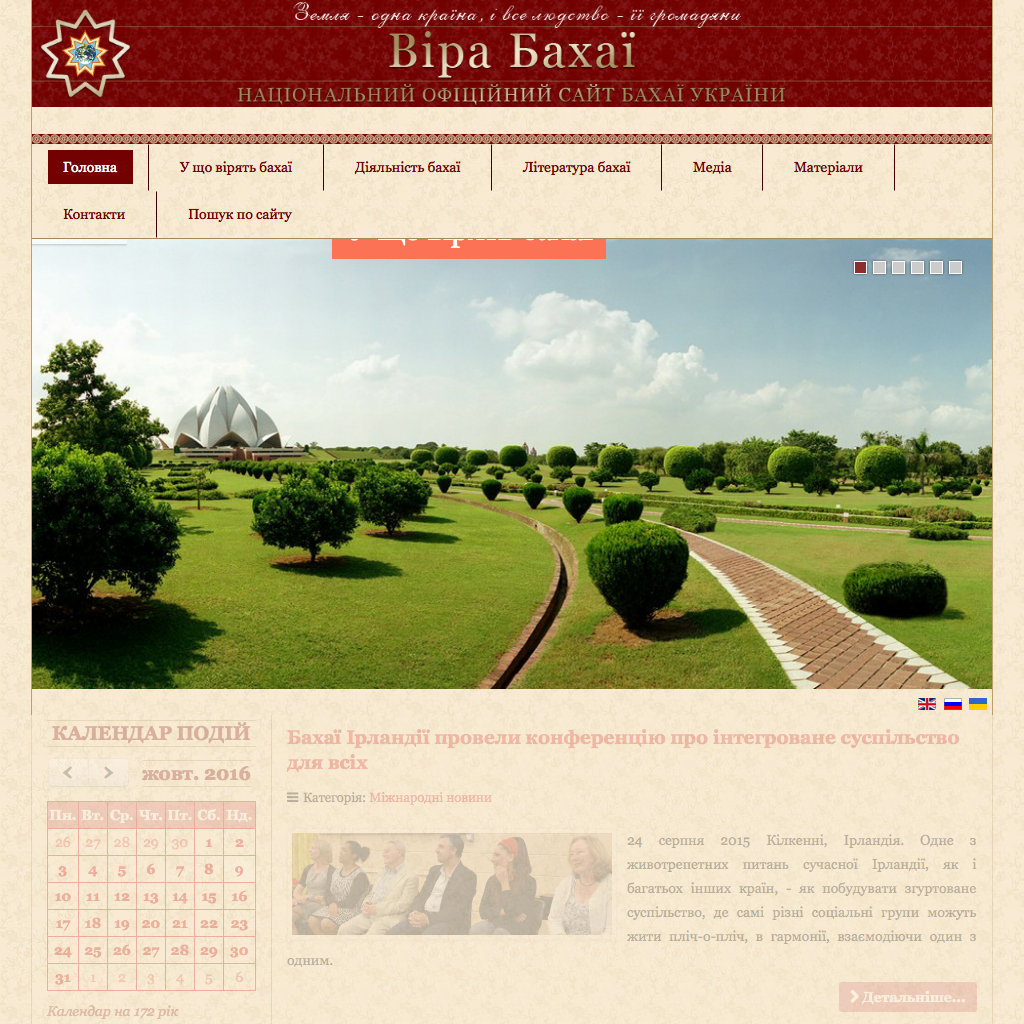 Земля - одна країна, і все людство - її громадяни
Віра Бахаї
НАЦІОНАЛЬНИЙ ОФІЦІЙНИЙ САЙТ БАХАЇ УКРАЇНИ
Головна У що вірять бахаї Діяльність бахаї Література бахаї Медіа Матеріали
Контакти Пошук по сайту
КАЛЕНДАР ПОДІЙ
жовт. 2016
Пн. Вт. Ср. Чт. Пт. Сб. Нд.
26 27 28 29 30 1 2
3 4 5 6 7 8 9
10 11 12 13 14 15 16
17 18 19 20 21 22 23
24 25 26 27 28 29 30
31 1 2 3 4 5 6
Календар на 172 рік
Бахаї Ірландії провели конференцію про інтегроване суспільство
для всіх
Категорія: Міжнародні новини
24 серпня 2015 Кілкенні, Ірландія. Одне з
животрепетних питань сучасної Ірландії, як і
багатьох інших країн, - як побудувати згуртоване
суспільство, де самі різні соціальні групи можуть
жити пліч-о-пліч, в гармонії, взаємодіючи один з
одним.
Детальніше...